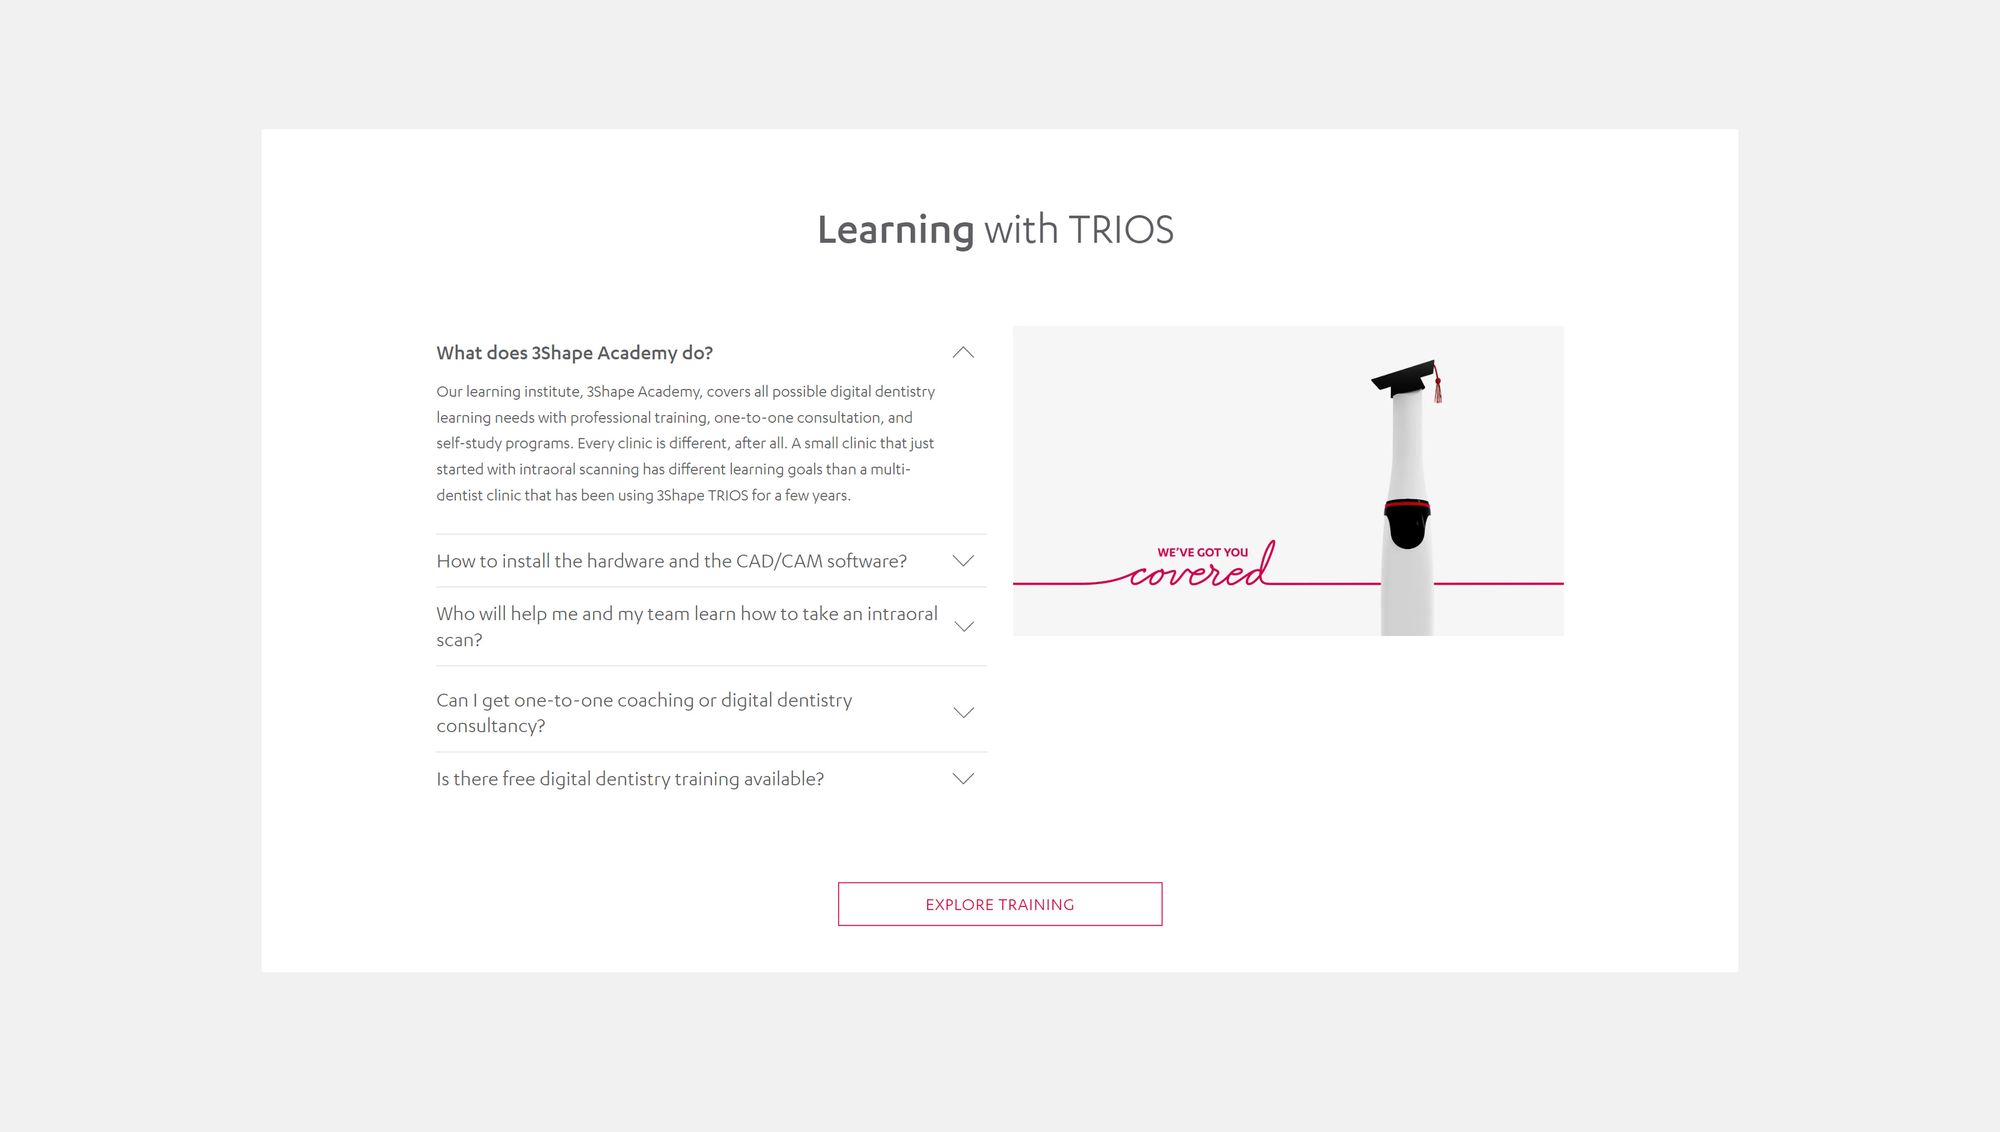 Learning with TRIOS
What does 3Shape Academy do?
Our learning institute, 3Shape Academy, covers all possible digital dentistry
learning needs with professional training, one-to-one consultation, and
self-study programs. Every clinic is different, after all. A small clinic that just
started with intraoral scanning has different learning goals than a multi-
dentist clinic that has been using 3Shape TRIOS for a few years.
How to install the hardware and the CAD/CAM software?
Who will help me and my team learn how to take an intraoral
scan?
Can I get one-to-one coaching or digital dentistry
consultancy?
Is there free digital dentistry training available?
WE'VE GOT YOU
covered
EXPLORE TRAINING